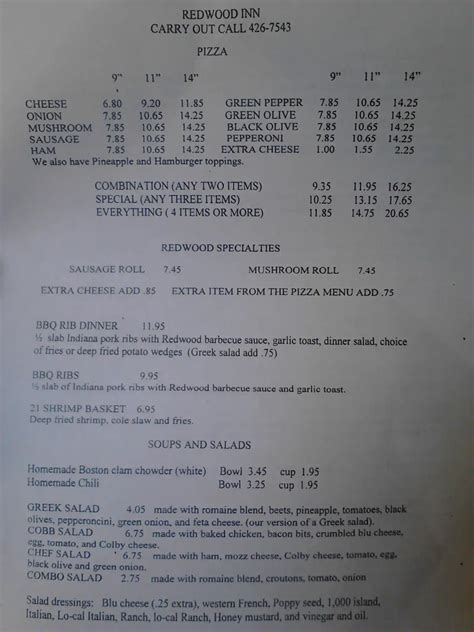 REDWOOD INN
CARRY OUT CALL 426-7543
PIZZA
9" 11" 14" 9" 11" 14"
CHEESE 6.80 9.20 11.85 GREEN PEPPER 7.85 10.65 14.25
ONION 7.85 10.65 14.25 GREEN OLIVE 7.85 10.65 14.25
MUSHROOM 7.85 10.65 14.25 BLACK OLIVE 7.85 10.65 14.25
SAUSAGE 7.85 10.65 14.25 PEPPERONI 7.85 10.65 14.25
HAM 7.85 10.65 14.25 EXTRA CHEESE 1.00 1.55 2.25
We also have Pineapple and Hamburger toppings.
COMBINATION (ANY TWO ITEMS) 9.35 11.95 16.25
SPECIAL (ANY THREE ITEMS) 10.25 13.15 17.65
EVERYTHING ( 4 ITEMS OR MORE) 11.85 14.75 20.65
REDWOOD SPECIALTIES
SAUSAGE ROLL 7.45 MUSHROOM ROLL 7.45
EXTRA CHEESE ADD .85 EXTRA ITEM FROM THE PIZZA MENU ADD .75
BBQ RIB DINNER 11.95
½ slab Indiana pork ribs with Redwood barbecue sauce, garlic toast, dinner salad, choice
of fries or deep fried potato wedges (Greek salad add .75)
BBQ RIBS 9.95
½ slab of Indiana pork ribs with Redwood barbecue sauce and garlic toast.
21 SHRIMP BASKET 6.95
Deep fried shrimp, cole slaw and fries.
SOUPS AND SALADS
Homemade Boston clam chowder (white) Bowl 3.45 cup 1.95
Homemade Chili Bowl 3.25 cup 1.95
GREEK SALAD 4.05 made with romaine blend, beets, pineapple, tomatoes, black
olives, pepperoncini, green onion, and feta cheese. (our version of a Greek salad).
COBB SALAD 6.75 made with baked chicken, bacon bits, crumbled blu cheese,
egg, tomato, and Colby cheese.
CHEF SALAD 6.75 made with ham, mozz cheese, Colby cheese, tomato, egg,
black olive and green onion.
COMBO SALAD 2.75 made with romaine blend, croutons, tomato, onion
Salad dressings: Blu cheese (.25 extra), western French, Poppy seed, 1,000 island,
Italian, Lo-cal Italian, Ranch, lo-cal Ranch, Honey mustard, and vinegar and oil.